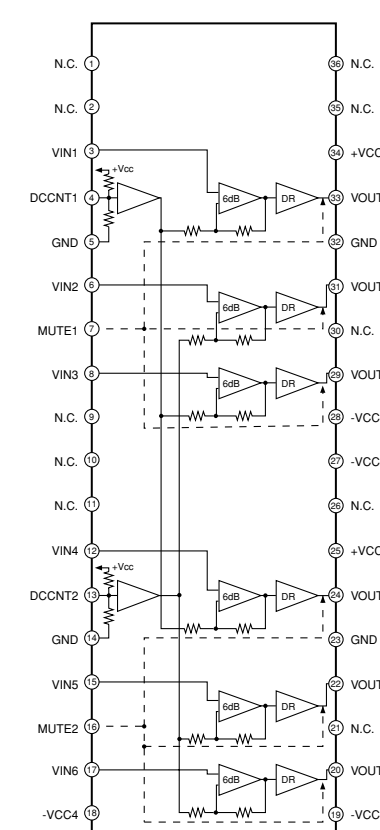 N.C. 1 36 N.C.
N.C. 2 35 N.C.
VIN1 3 34 +VCC
+Vcc
DCCNT1 4 6dB DR 33 VOUT
GND 5 32 GND
VIN2 6 31 VOUT
6dB DR
MUTE1 7 30 N.C.
VIN3 8 29 VOUT
6dB DR
N.C. 9 28 -VCC
N.C. 10 27 -VCC
N.C. 11 26 N.C.
VIN4 12 25 +VCC
+Vcc
DCCNT2 13 6dB DR 24 VOUT
GND 14 23 GND
VIN5 15 22 VOUT
6dB DR
MUTE2 16 21 N.C.
VIN6 17 6dB DR 20 VOUT
-VCC4 18 19 -VCC